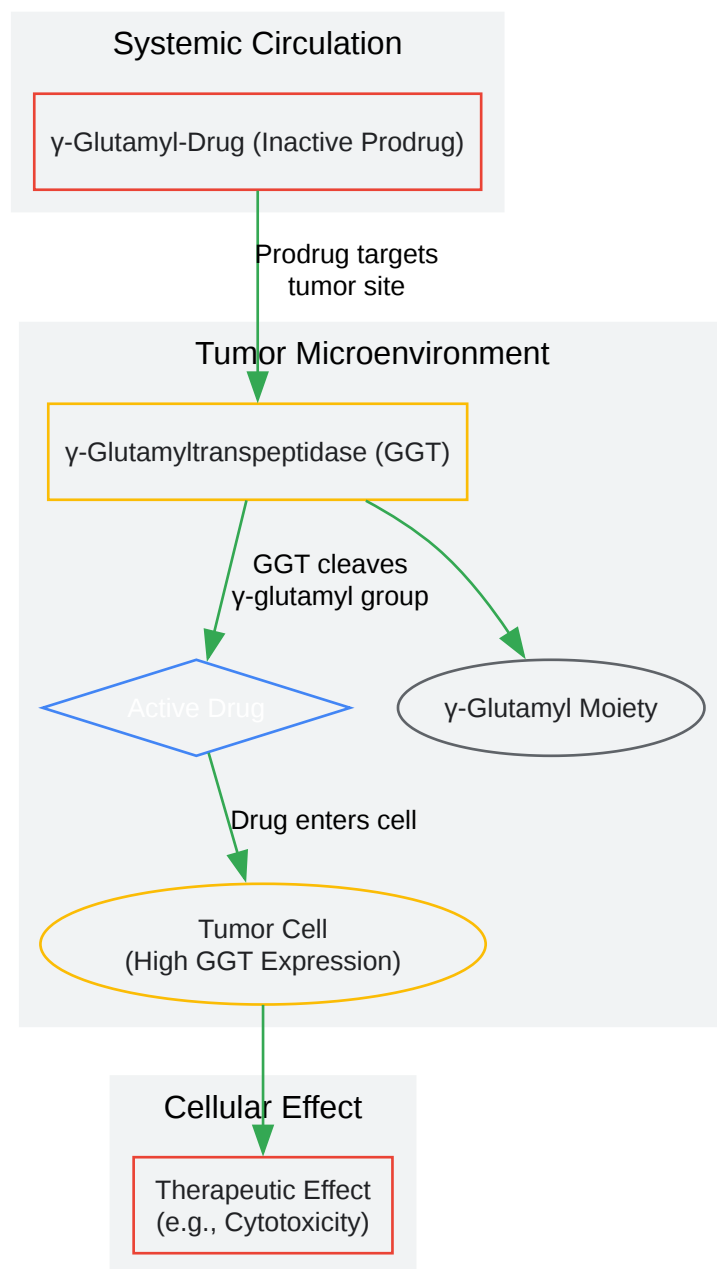 Systemic Circulation
γ-Glutamyl-Drug (Inactive Prodrug)
Prodrug targets
tumor site
Tumor Microenvironment
γ-Glutamyltranspeptidase (GGT)
GGT cleaves
γ-glutamyl group
Active Drug
γ-Glutamyl Moiety
Drug enters cell
Tumor Cell
(High GGT Expression)
Cellular Effect
Therapeutic Effect
(e.g., Cytotoxicity)